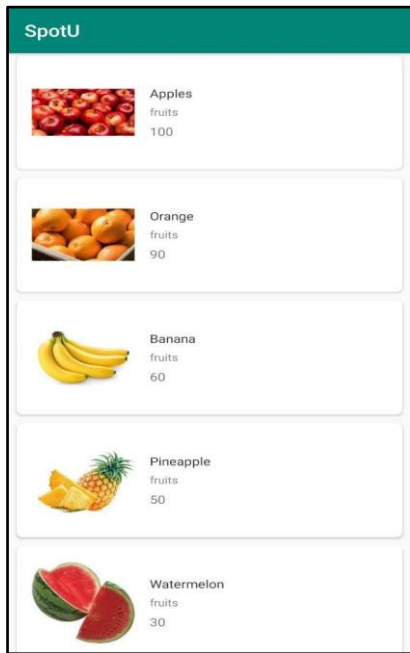 SpotU
Apples
fruits
100
Orange
fruits
90
Banana
fruits
60
Pineapple
fruits
50
Watermelon
fruits
30